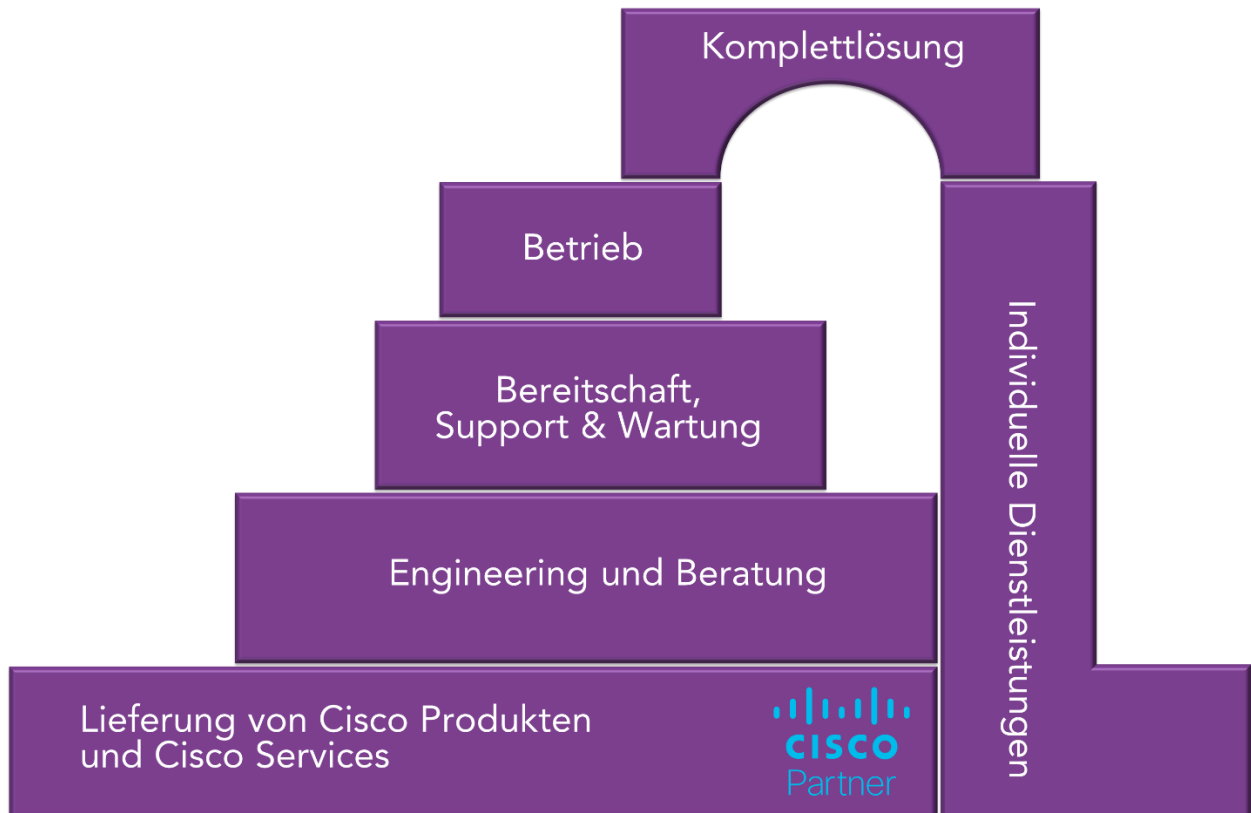 Komplettlösung
Betrieb
Bereitschaft,
Support & Wartung
Engineering und Beratung
Lieferung von Cisco Produkten
und Cisco Services
CISCO
Partner
Individuelle Dienstleistungen